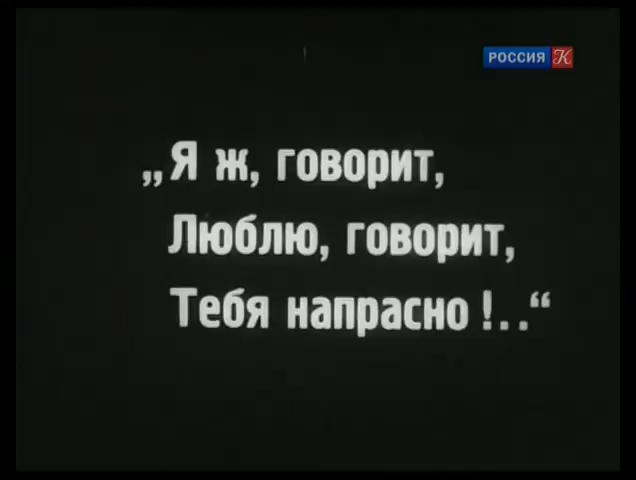 РОССИЯ К
„Я ж, говорит,
Люблю, говорит,
Тебя напрасно!..“